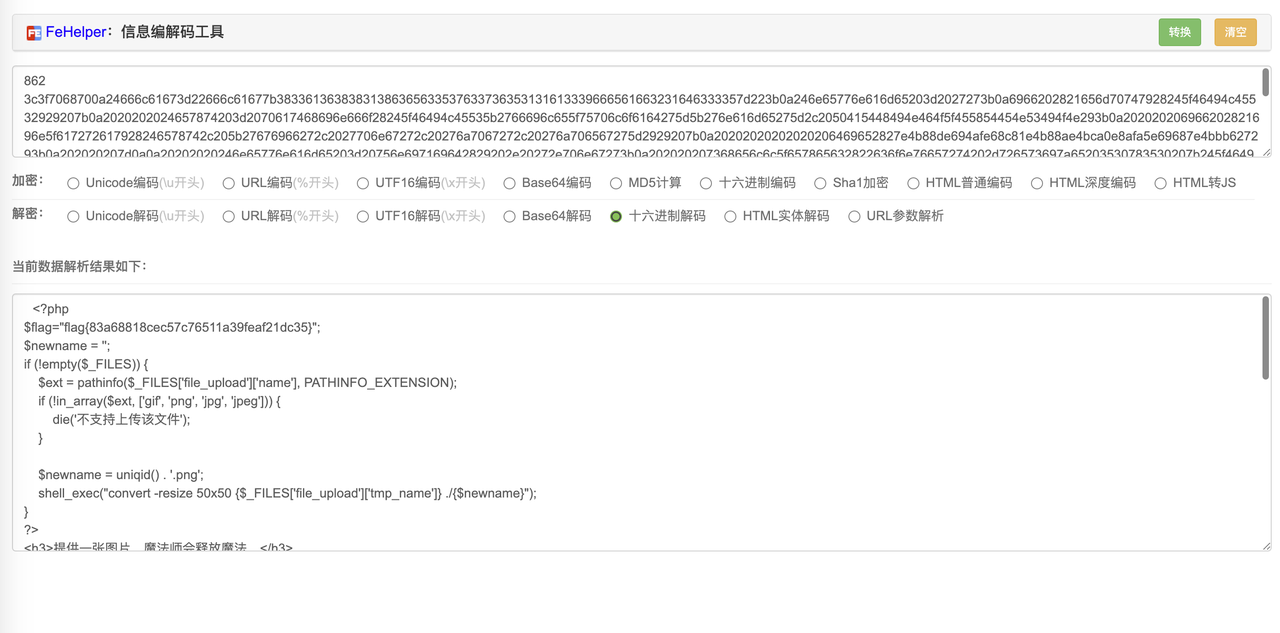 FeHelper：信息编解码工具
转换
清空
862
3c3f7068700a24666c61673d22666c61677b38336136383831386365633537633736353131613339666561663231646333357d223b0a246e65776e616d65203d2027273b0a6966202821656d70747928245f46494c455
32929207b0a2020202024657874203d2070617468696e666f28245f46494c45535b2766696c655f75706c6f6164275d5b276e616d65275d2c2050415448494e464f5f455854454e53494f4e293b0a2020202069662028216
96e5f617272617928246578742c205b27676966272c2027706e67272c20276a7067272c20276a706567275d2929207b0a20202020202020206469652827e4b88de694afe68c81e4b88ae4bca0e8afa5e69687e4bbb6272
93b0a202020207d0a0a20202020246e65776e616d65203d20756e697169642829202e20272e706e67273b0a202020207368656c6c5f657865632822636f6e76657274202d726573697a65203530783530207b245f4649
加密： Unicode编码(\u开头) URL编码(%开头) UTF16编码(\x开头) Base64编码 MD5计算 十六进制编码 Sha1加密 HTML普通编码 HTML深度编码 HTML转JS
解密： Unicode解码(\u开头) URL解码(%开头) UTF16解码(\x开头) Base64解码 十六进制解码 HTML实体解码 URL参数解析
当前数据解析结果如下：
<?php
$flag="flag{83a68818cec57c76511a39feaf21dc35}";
$newname = '';
if (!empty($_FILES)) {
$ext = pathinfo($_FILES['file_upload']['name'], PATHINFO_EXTENSION);
if (!in_array($ext, ['gif', 'png', 'jpg', 'jpeg'])) {
die('不支持上传该文件');
}
$newname = uniqid() . '.png';
shell_exec("convert -resize 50x50 {$_FILES['file_upload']['tmp_name']} ./{$newname}");
}
?>
<h3>提供一张图片，魔法师会释放魔法。</h3>